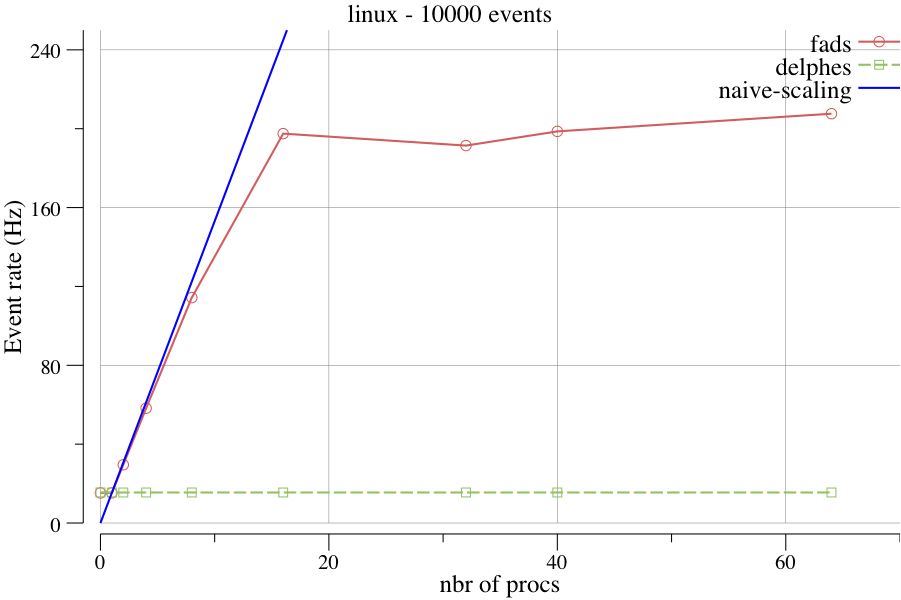 linux - 10000 events
fads
delphes
naive-scaling
240
160
80
0
Event rate (Hz)
0 20 40 60
nbr of procs